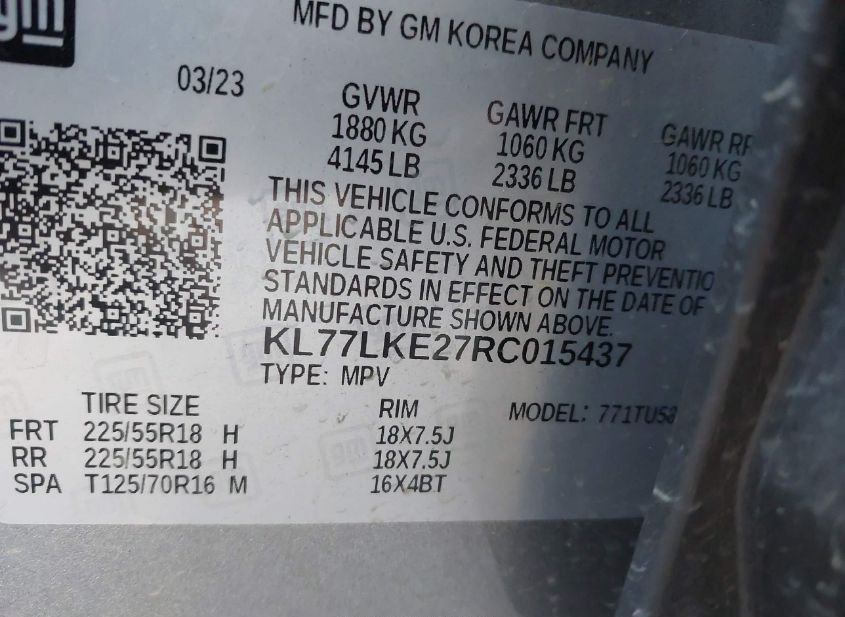 gm
MFD BY GM KOREA COMPANY
03/23
GVWR GAWR FRT GAWR RR
1880 KG 1060 KG 1060 KG
4145 LB 2336 LB 2336 LB
THIS VEHICLE CONFORMS TO ALL
APPLICABLE U.S. FEDERAL MOTOR
VEHICLE SAFETY AND THEFT PREVENTIO
STANDARDS IN EFFECT ON THE DATE OF
MANUFACTURE SHOWN ABOVE.
KL77LKE27RC015437
TYPE: MPV
TIRE SIZE RIM MODEL: 771TU58
FRT 225/55R18 H 18X7.5J
RR 225/55R18 H 18X7.5J
SPA T125/70R16 M 16X4BT